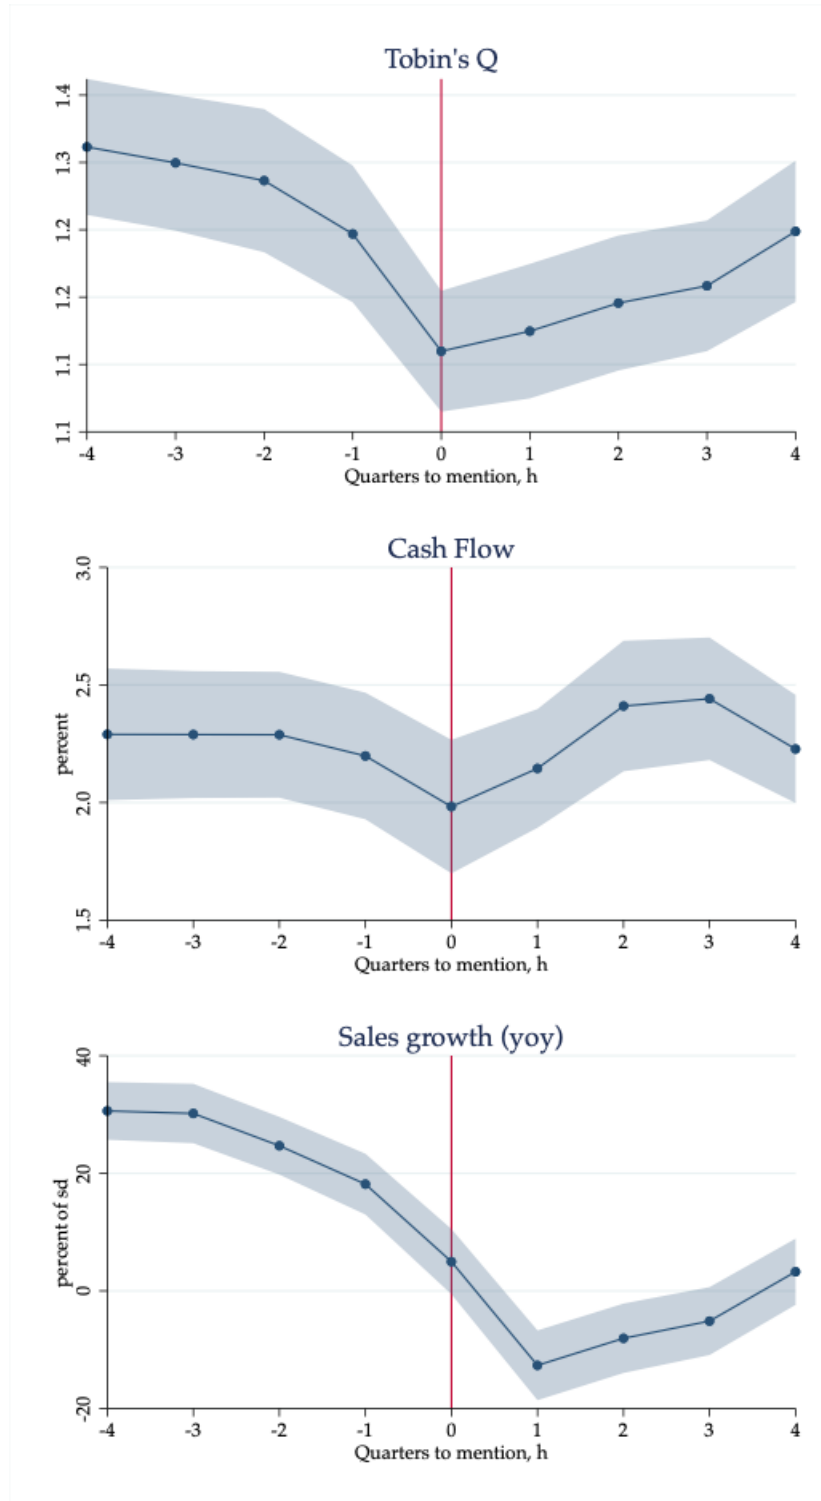 Tobin's Q
1.4
1.3
1.2
1.2
1.1
1.1
-4 -3 -2 -1 0 1 2 3 4
Quarters to mention, h
Cash Flow
percent
3.0
2.5
2.0
1.5
-4 -3 -2 -1 0 1 2 3 4
Quarters to mention, h
Sales growth (yoy)
percent of sd
40
20
0
-20
-4 -3 -2 -1 0 1 2 3 4
Quarters to mention, h